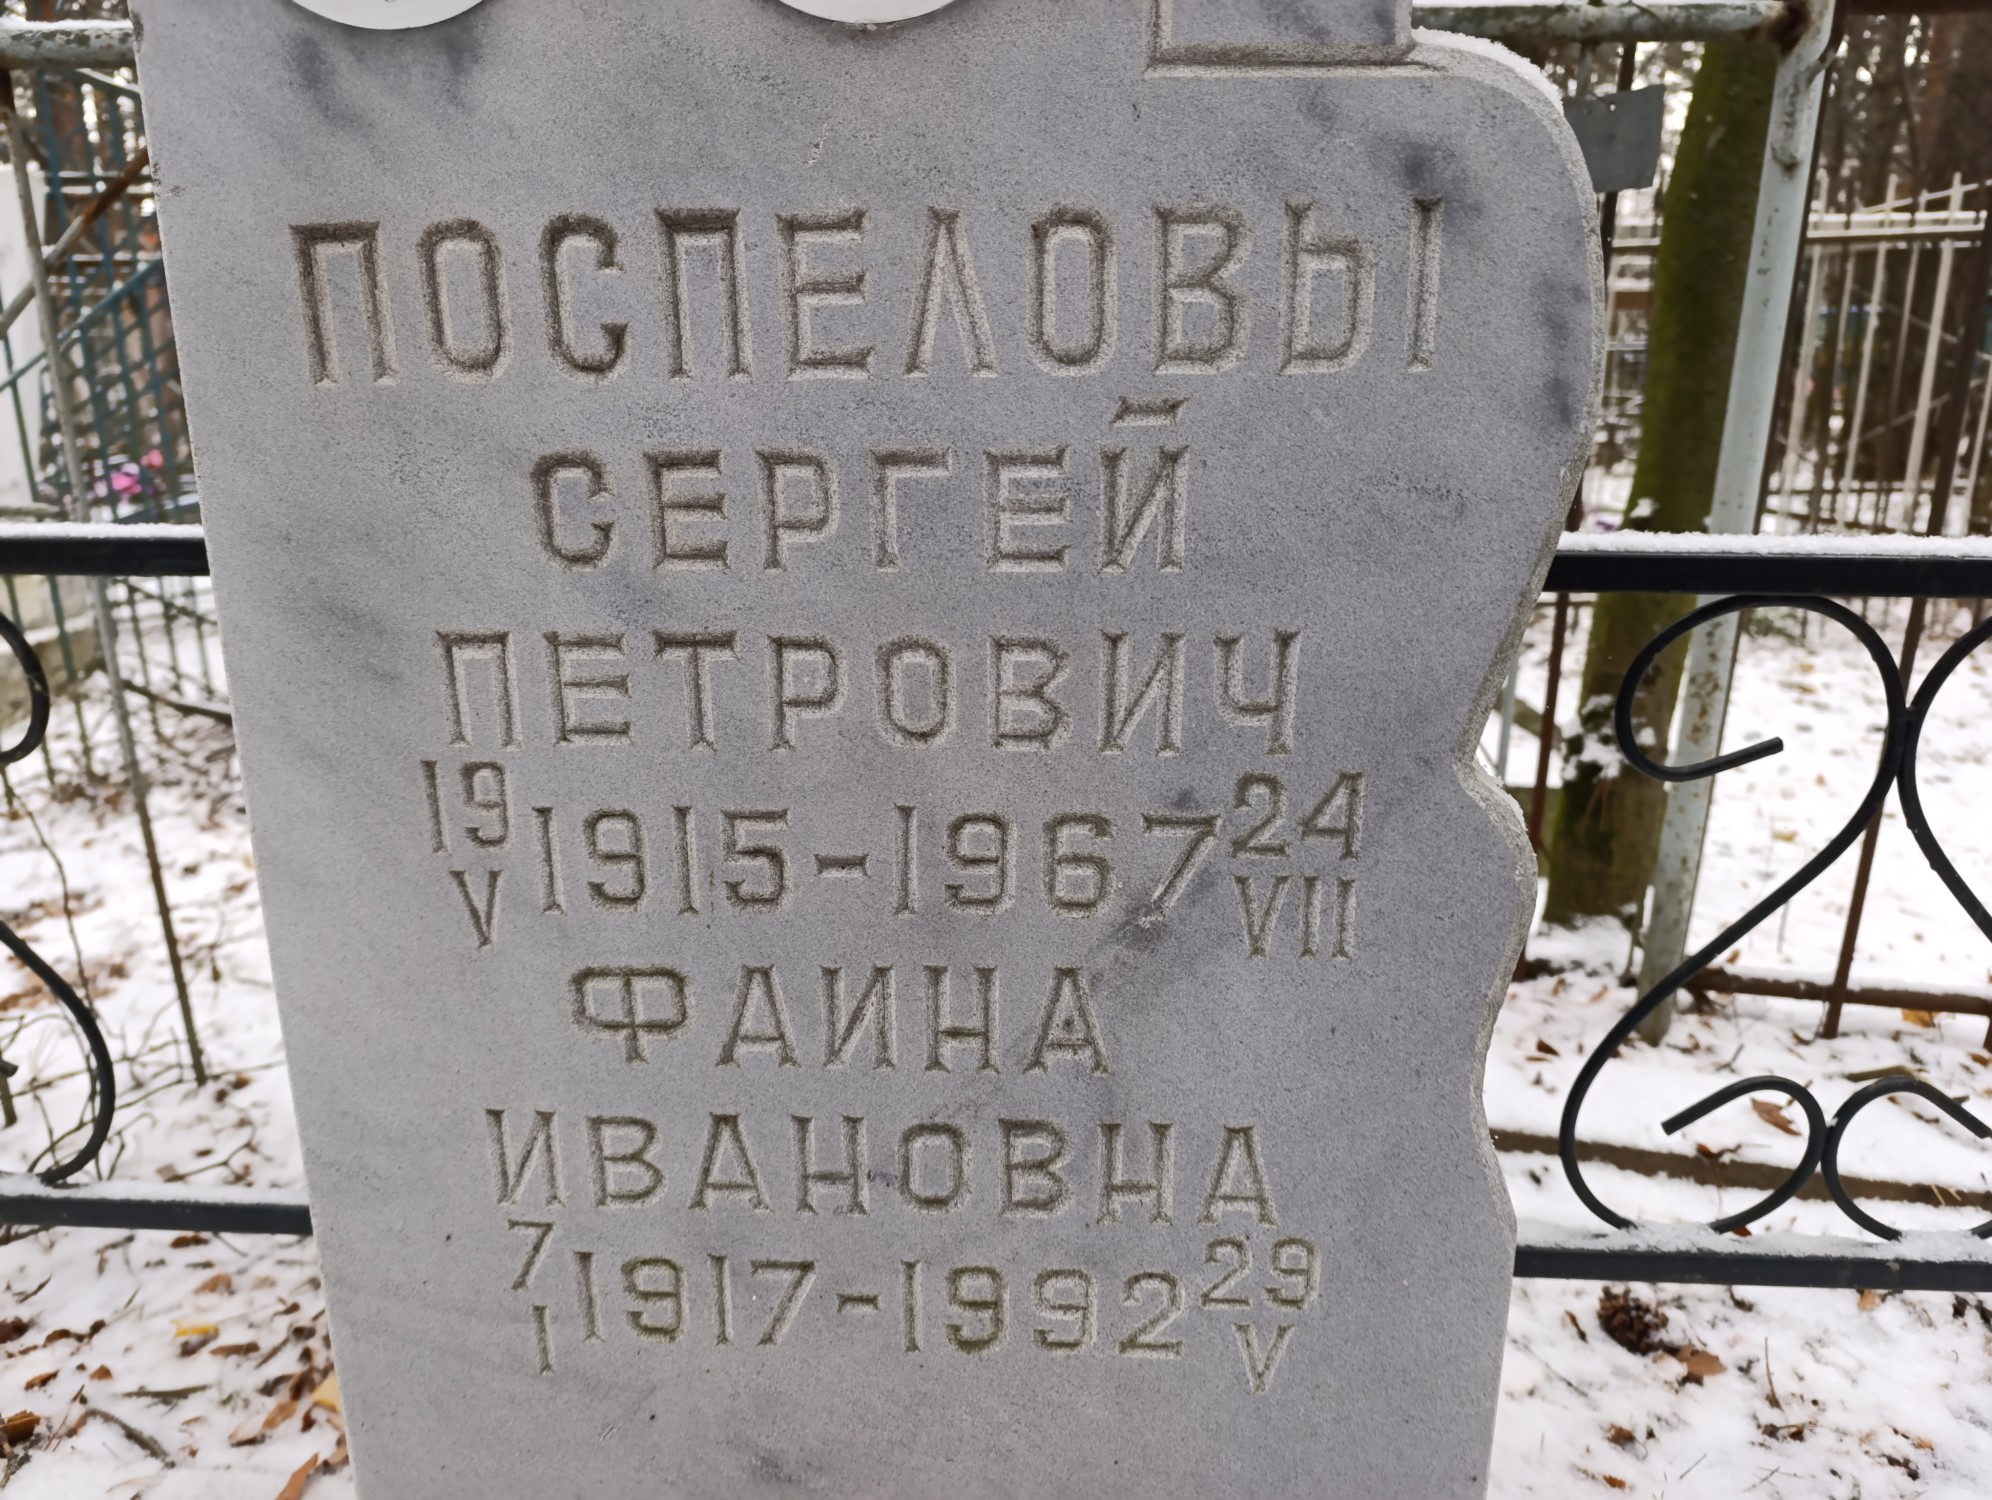 ПОСПЕЛОВЫ
СЕРГЕЙ
ПЕТРОВИЧ
19 V 1915-1967 24 VII
ФАИНА
ИВАНОВНА
7 I 1917-1992 29 V